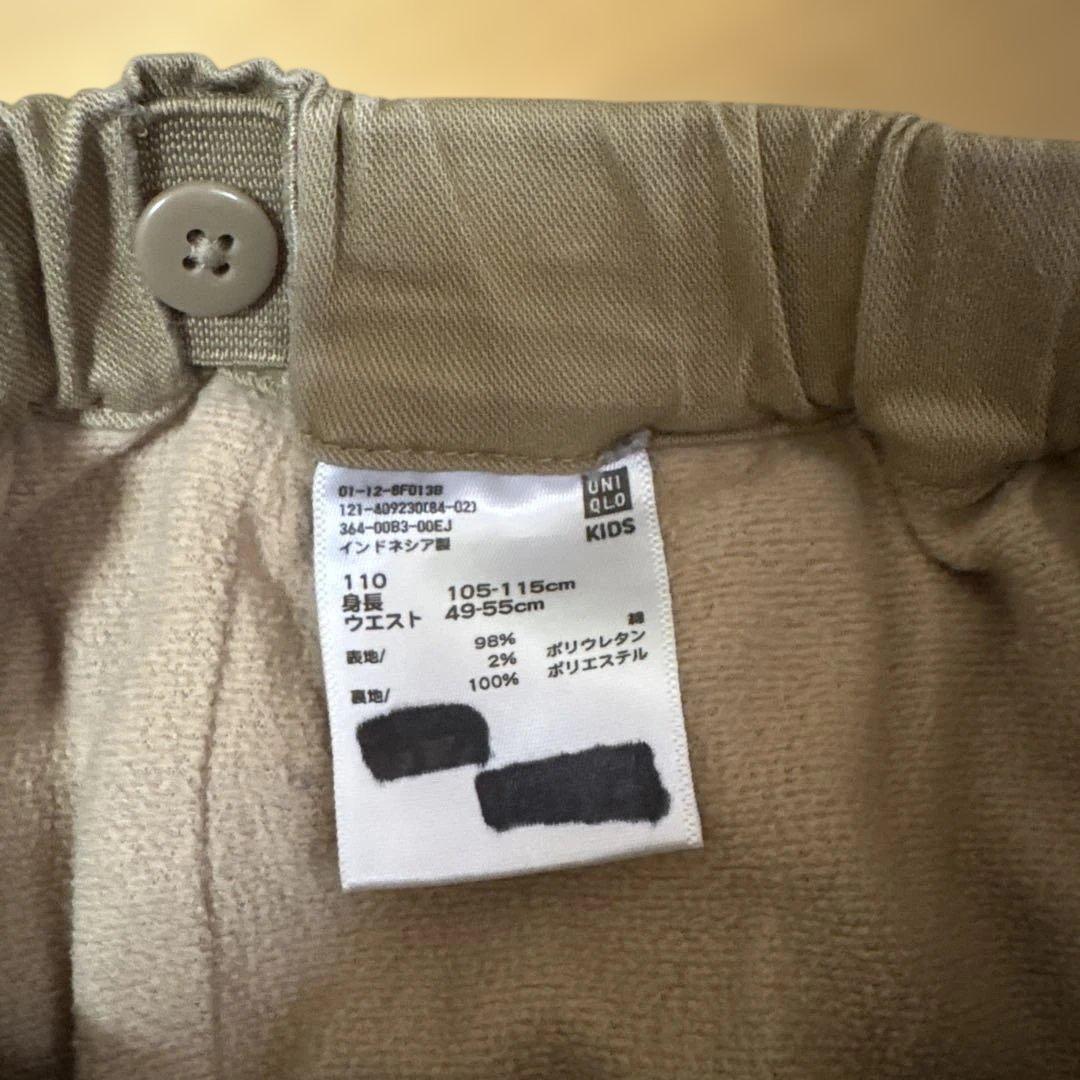 01-12-6F013B
121-409230(84-02)
364-00B3-00EJ
インドネシア製
UNI
QLO
KIDS
110
身長 105-115cm
ウエスト 49-55cm
表地/ 98% 綿
2% ポリウレタン
裏地/ 100% ポリエステル